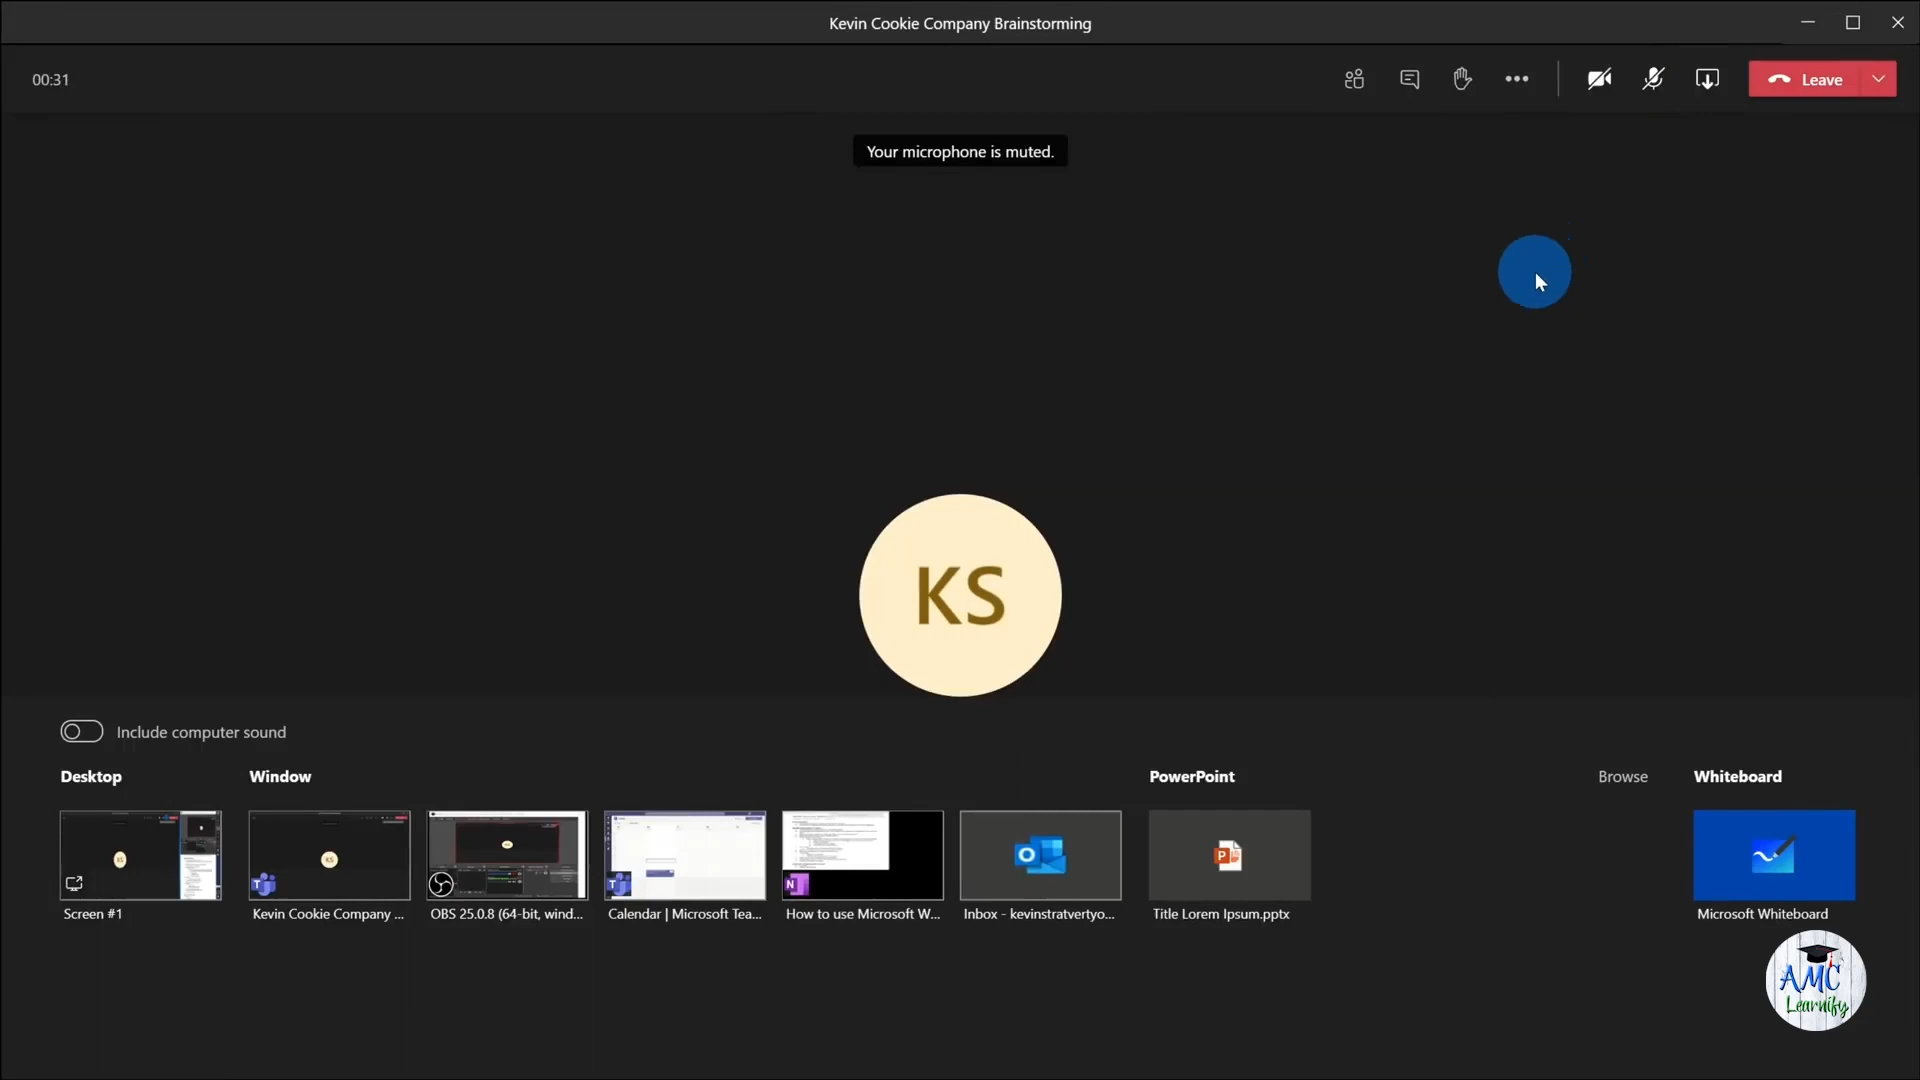 Kevin Cookie Company Brainstorming
00:31
Leave
Your microphone is muted.
KS
Include computer sound
Desktop
Window
PowerPoint
Browse
Whiteboard
Screen #1
Kevin Cookie Company ...
OBS 25.0.8 (64-bit, wind...
Calendar | Microsoft Tea...
How to use Microsoft W...
Inbox - kevinstratvertyo...
Title Lorem Ipsum.pptx
Microsoft Whiteboard
AMC
Learnify